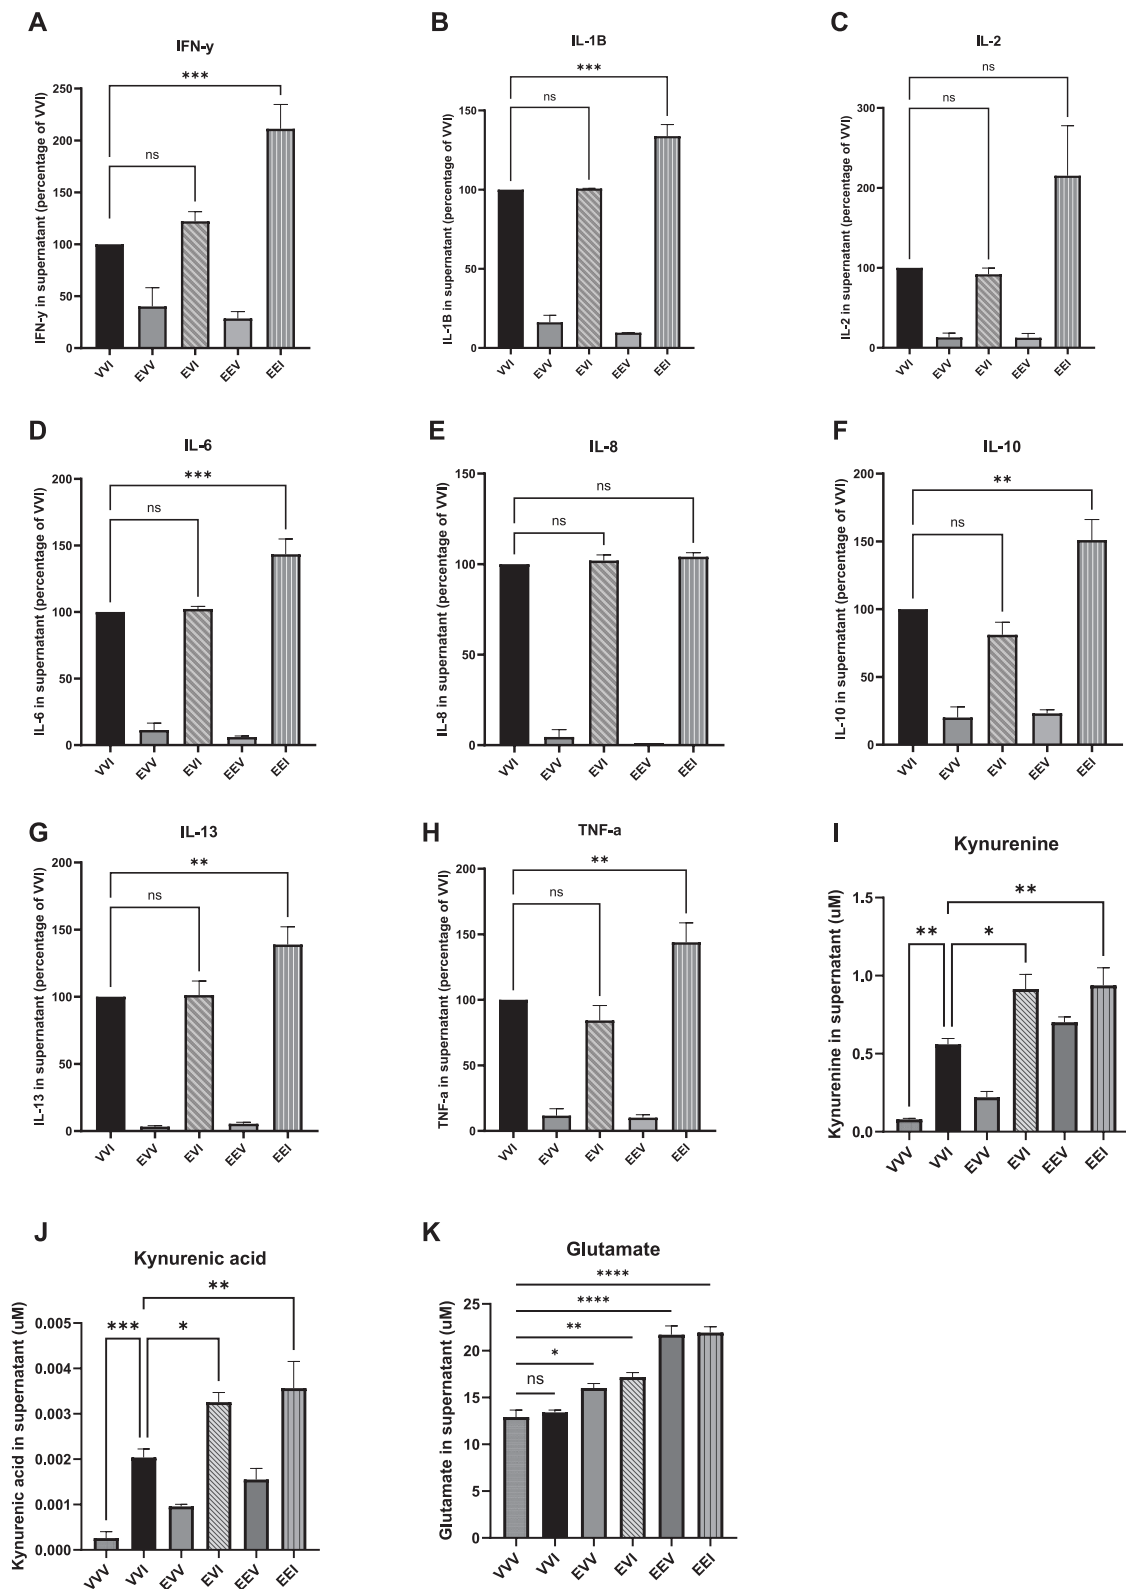 A
IFN-y
IFN-y in supernatant (percentage of VVI)
250
200
150
100
50
0
***
ns
VVI
EVV
EVI
EEV
EEI
B
IL-1B
IL-1B in supernatant (percentage of VVI)
150
100
50
0
***
ns
VVI
EVV
EVI
EEV
EEI
C
IL-2
IL-2 in supernatant (percentage of VVI)
300
200
100
0
ns
ns
VVI
EVV
EVI
EEV
EEI
D
IL-6
IL-6 in supernatant (percentage of VVI)
200
150
100
50
0
***
ns
VVI
EVV
EVI
EEV
EEI
E
IL-8
IL-8 in supernatant (percentage of VVI)
150
100
50
0
ns
ns
VVI
EVV
EVI
EEV
EEI
F
IL-10
IL-10 in supernatant (percentage of VVI)
200
150
100
50
0
**
ns
VVI
EVV
EVI
EEV
EEI
G
IL-13
IL-13 in supernatant (percentage of VVI)
200
150
100
50
0
**
ns
VVI
EVV
EVI
EEV
EEI
H
TNF-a
TNF-a in supernatant (percentage of VVI)
200
150
100
50
0
**
ns
VVI
EVV
EVI
EEV
EEI
I
Kynurenine
Kynurenine in supernatant (uM)
1.5
1.0
0.5
0.0
**
**
*
VVV
VVI
EVV
EVI
EEV
EEI
J
Kynurenic acid
Kynurenic acid in supernatant (uM)
0.005
0.004
0.003
0.002
0.001
0.000
**
***
*
VVV
VVI
EVV
EVI
EEV
EEI
K
Glutamate
Glutamate in supernatant (uM)
25
20
15
10
5
0
****
****
**
*
ns
VVV
VVI
EVV
EVI
EEV
EEI